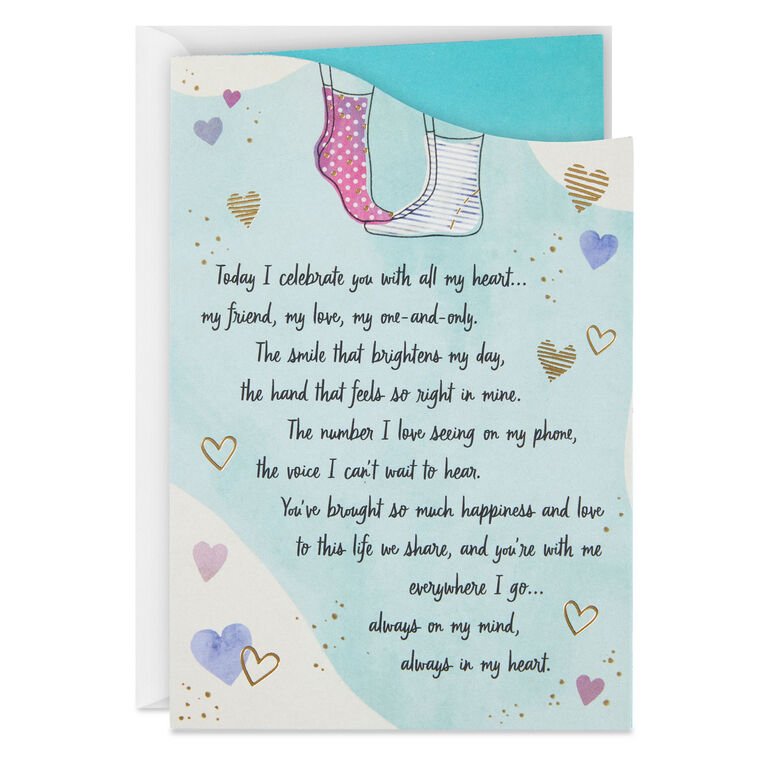 Today I celebrate you with all my heart...
my friend, my love, my one-and-only.
The smile that brightens my day,
the hand that feels so right in mine.
The number I love seeing on my phone,
the voice I can't wait to hear.
You've brought so much happiness and love
to this life we share, and you're with me
everywhere I go...
always on my mind,
always in my heart.